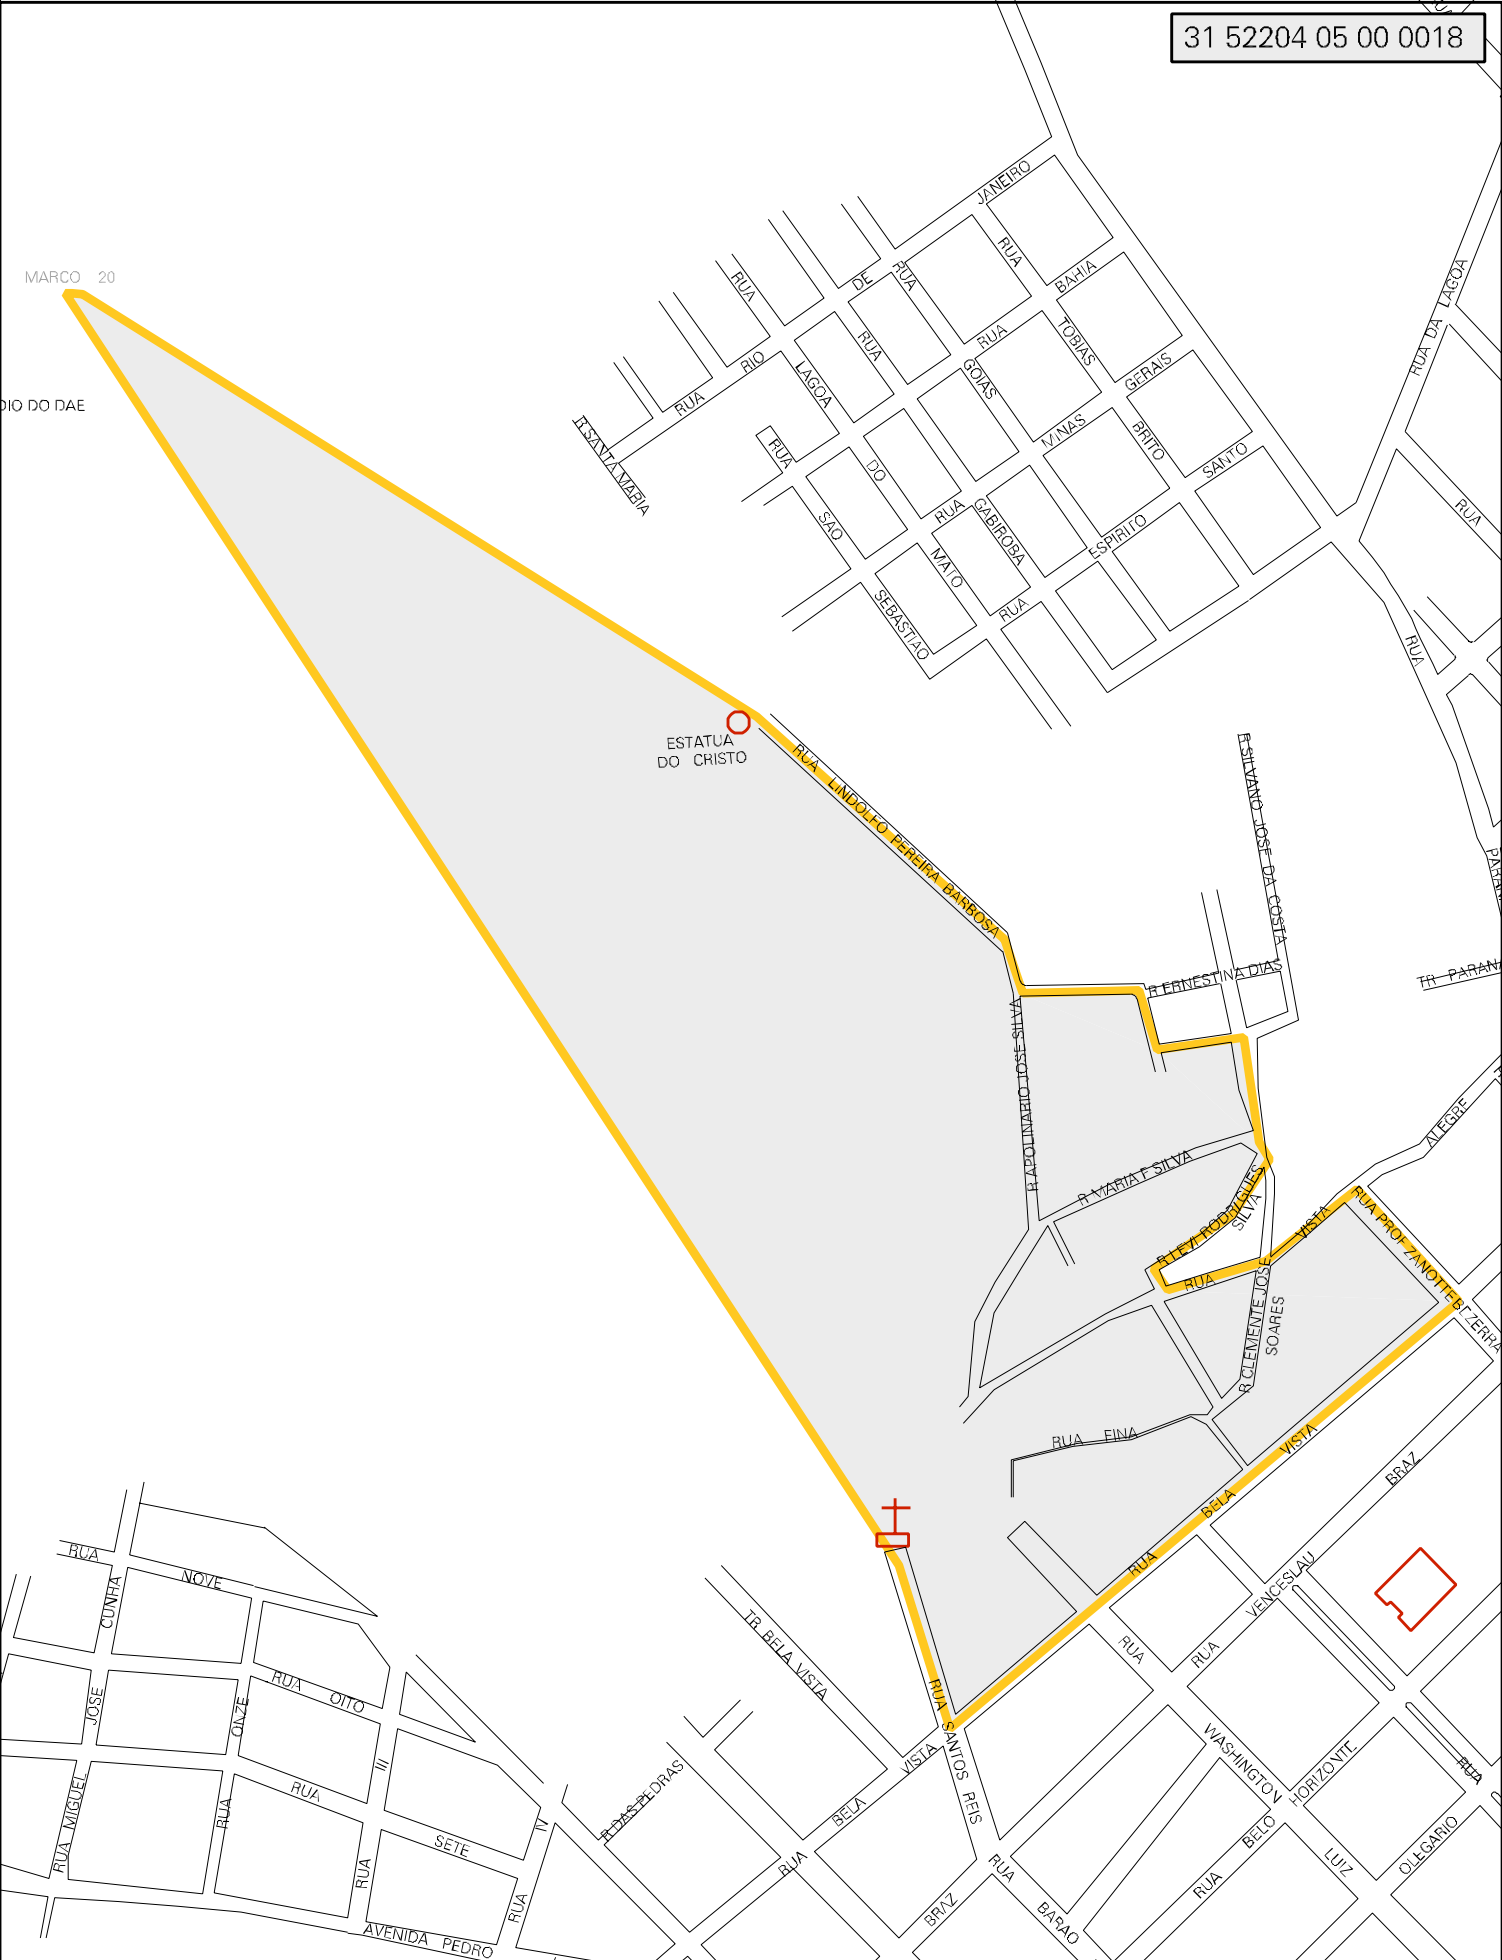 31 52204 05 00 0018
JANEIRO
RUA
BAHIA
RUA
DE
RUA
RUA DA LAGOA
MARCO 20
RUA
TOBIAS
RUA
GERAIS
RIO
LAGOA
GOIAS
DIO DO DAE
RUA
R SANTA MARIA
MINAS
BRITO
SANTO
RUA
DO
RUA
RUA
GABIROBA
SAO
ESPIRITO
MATO
RUA
SEBASTIAO
RUA
ESTATUA
DO CRISTO
RUA LINDOLFO PEREIRA BARBOSA
R SILVANO JOSE DA COSTA
R ERNESTINA DIAS
TR PARANA
R APOLINARIO JOSE SILVA
ALEGRE
R MARIA F SILVA
R LEVI RODRIGUES
SILVA
VISTA
RUA PROF ZANOTTE BEZERRA
RUA
R CLEMENTE JOSE
SOARES
RUA FINA
VISTA
BRAZ
BELA
RUA
VENCESLAU
RUA
NOVE
CUNHA
TR BELA VISTA
RUA
RUA
RUA
OITO
JOSE
ONZE
RUA SANTOS REIS
VISTA
WASHINGTON
HORIZONTE
RUA
III
RUA
RUA MIGUEL
RUA
R DAS PEDRAS
BELA
IV
SETE
RUA
RUA
RUA
BELO
LUIZ
OLEGARIO
RUA
RUA
BRAZ
BARAO
RUA
AVENIDA PEDRO